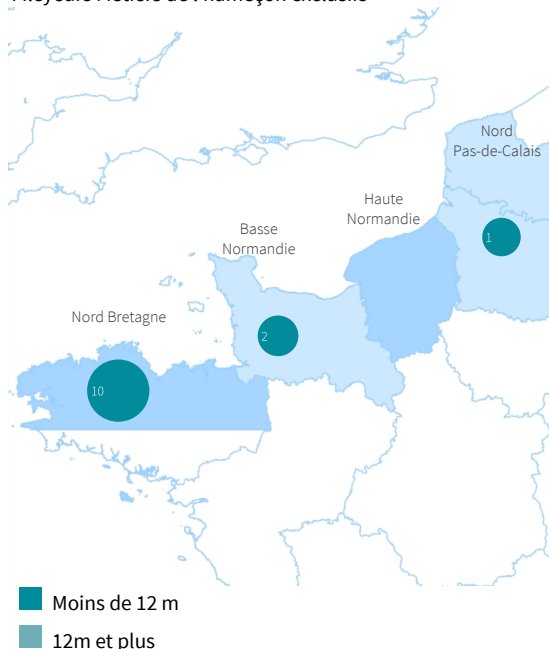 Nord
Pas-de-Calais
Haute
Normandie
Basse
Normandie
Nord Bretagne
1
2
10
Moins de 12 m
12m et plus